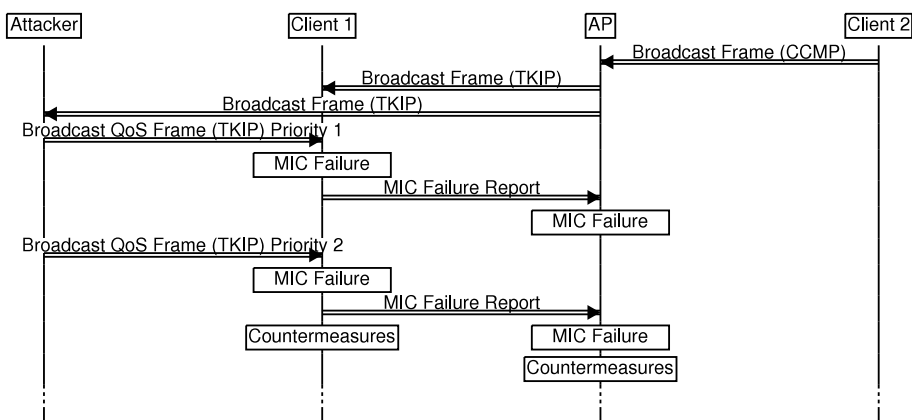 Attacker
Client 1
AP
Client 2
Broadcast Frame (CCMP)
Broadcast Frame (TKIP)
Broadcast Frame (TKIP)
Broadcast QoS Frame (TKIP) Priority 1
MIC Failure
MIC Failure Report
MIC Failure
Broadcast QoS Frame (TKIP) Priority 2
MIC Failure
MIC Failure Report
Countermeasures
MIC Failure
Countermeasures